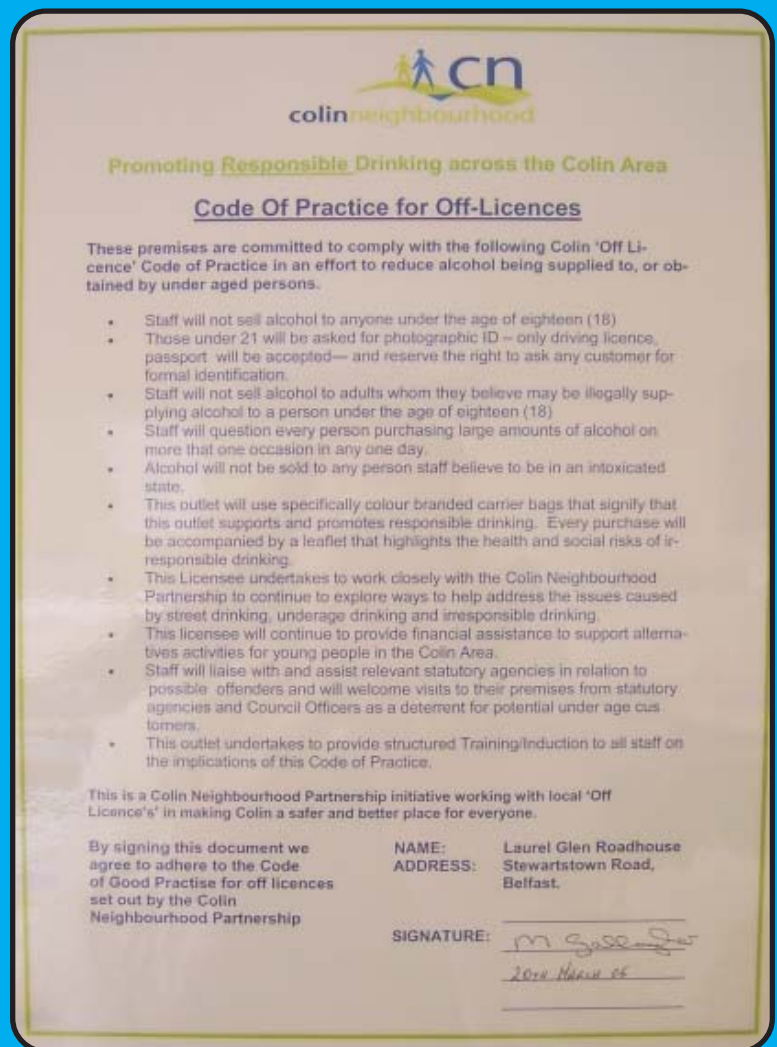 cn
colinneighbourhood
Promoting Responsible Drinking across the Colin Area
Code Of Practice for Off-Licences
These premises are committed to comply with the following Colin 'Off Li-
cence' Code of Practice in an effort to reduce alcohol being supplied to, or ob-
tained by under aged persons.
• Staff will not sell alcohol to anyone under the age of eighteen (18)
• Those under 21 will be asked for photographic ID – only driving licence,
passport will be accepted— and reserve the right to ask any customer for
formal identification.
• Staff will not sell alcohol to adults whom they believe may be illegally sup-
plying alcohol to a person under the age of eighteen (18)
• Staff will question every person purchasing large amounts of alcohol on
more that one occasion in any one day.
• Alcohol will not be sold to any person staff believe to be in an intoxicated
state.
• This outlet will use specifically colour branded carrier bags that signify that
this outlet supports and promotes responsible drinking. Every purchase will
be accompanied by a leaflet that highlights the health and social risks of ir-
responsible drinking.
• This Licensee undertakes to work closely with the Colin Neighbourhood
Partnership to continue to explore ways to help address the issues caused
by street drinking, underage drinking and irresponsible drinking.
• This licensee will continue to provide financial assistance to support alterna-
tives activities for young people in the Colin Area.
• Staff will liaise with and assist relevant statutory agencies in relation to
possible offenders and will welcome visits to their premises from statutory
agencies and Council Officers as a deterrent for potential under age cus
tomers.
• This outlet undertakes to provide structured Training/Induction to all staff on
the implications of this Code of Practice.
This is a Colin Neighbourhood Partnership initiative working with local 'Off
Licence's' in making Colin a safer and better place for everyone.
By signing this document we
agree to adhere to the Code
of Good Practise for off licences
set out by the Colin
Neighbourhood Partnership
NAME: Laurel Glen Roadhouse
ADDRESS: Stewartstown Road,
Belfast.
SIGNATURE: M Gallagher
20TH MARCH 06